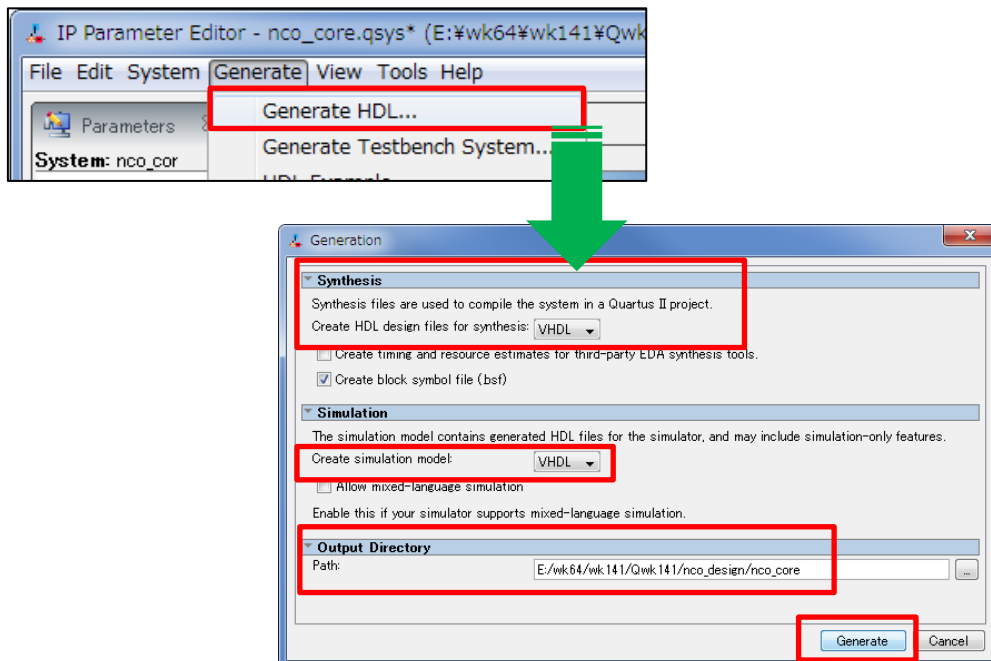 IP Parameter Editor - nco_core.qsys* (E:¥wk64¥wk141¥Qwk
File Edit System Generate View Tools Help
Generate HDL...
Parameters
Generate Testbench System...
System: nco_cor
HDL Example
Generation
Synthesis
Synthesis files are used to compile the system in a Quartus II project.
Create HDL design files for synthesis: VHDL
Create timing and resource estimates for third-party EDA synthesis tools.
Create block symbol file (.bsf)
Simulation
The simulation model contains generated HDL files for the simulator, and may include simulation-only features.
Create simulation model: VHDL
Allow mixed-language simulation
Enable this if your simulator supports mixed-language simulation.
Output Directory
Path: E:/wk64/wk141/Qwk141/nco_design/nco_core ...
Generate Cancel